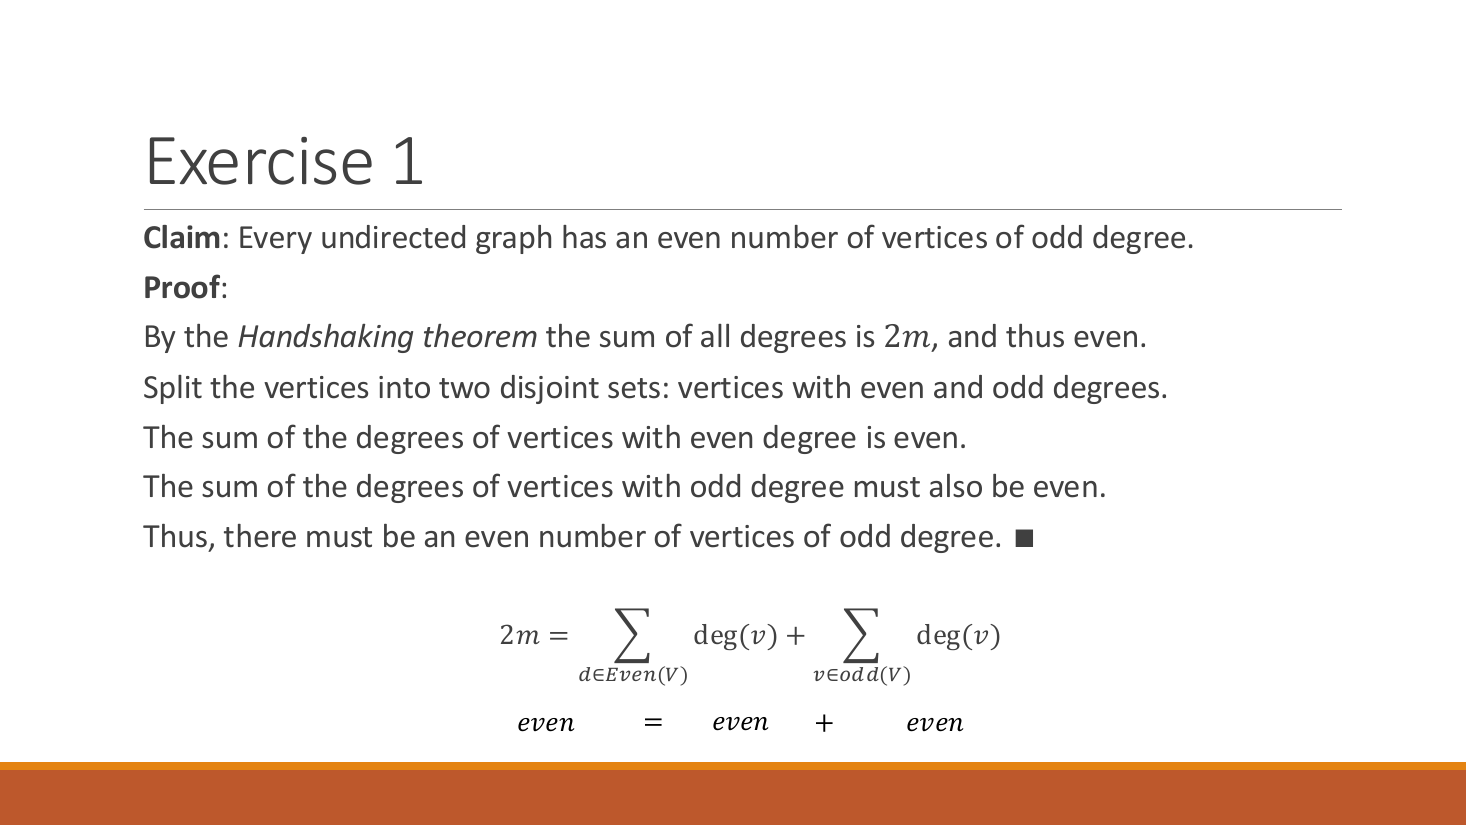 Exercise 1
Claim: Every undirected graph has an even number of vertices of odd degree.
Proof:
By the Handshaking theorem the sum of all degrees is 2𝑚, and thus even.
Split the vertices into two disjoint sets: vertices with even and odd degrees.
The sum of the degrees of vertices with even degree is even.
The sum of the degrees of vertices with odd degree must also be even.
Thus, there must be an even number of vertices of odd degree. ■
2𝑚 = ∑ deg(𝑣) + ∑ deg(𝑣)
𝑑∈𝐸𝑣𝑒𝑛(𝑉) 𝑣∈𝑜𝑑𝑑(𝑉)
𝑒𝑣𝑒𝑛 = 𝑒𝑣𝑒𝑛 + 𝑒𝑣𝑒𝑛